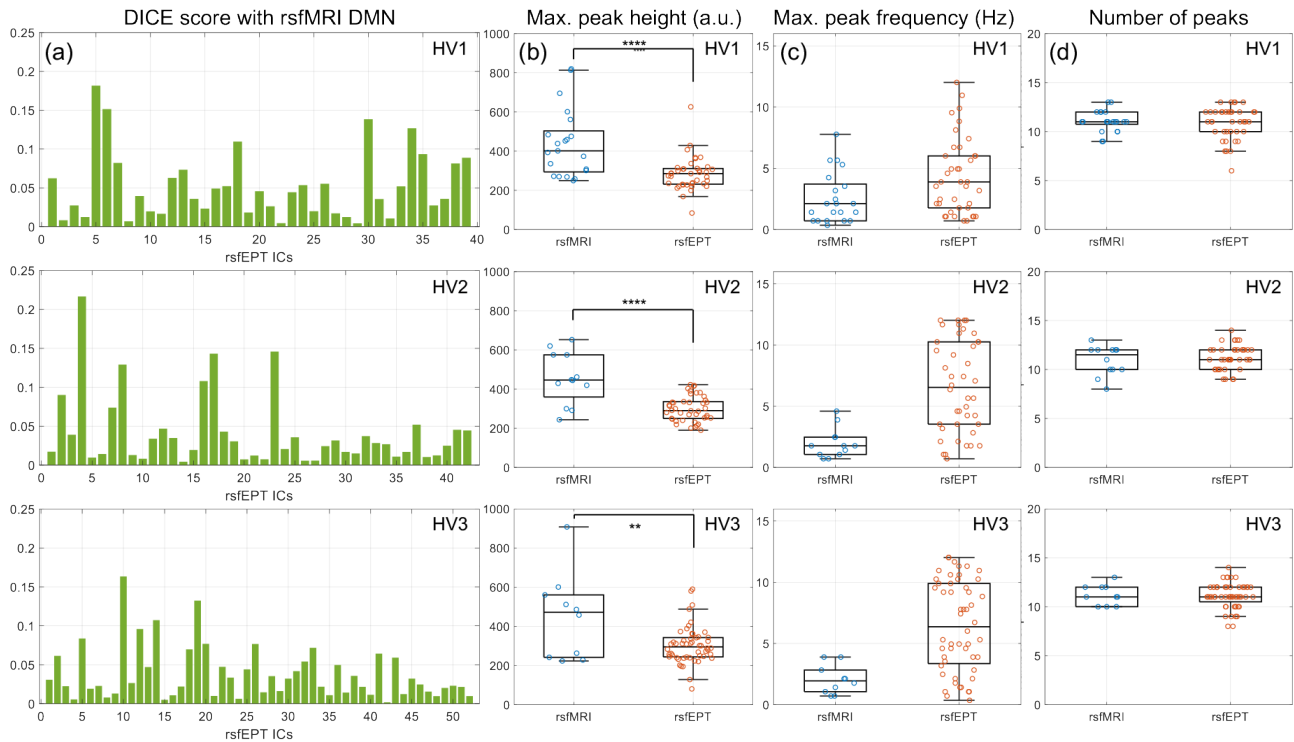 DICE score with rsfMRI DMN
Max. peak height (a.u.)
Max. peak frequency (Hz)
Number of peaks
(a)
HV1
0.25
0.2
0.15
0.1
0.05
0
0 5 10 15 20 25 30 35 40
rsfEPT ICs
(b)
HV1
****
****
1000
800
600
400
200
0
rsfMRI rsfEPT
(c)
HV1
15
10
5
0
rsfMRI rsfEPT
(d)
HV1
20
15
10
5
0
rsfMRI rsfEPT
HV2
0.25
0.2
0.15
0.1
0.05
0
0 5 10 15 20 25 30 35 40
rsfEPT ICs
HV2
****
1000
800
600
400
200
0
rsfMRI rsfEPT
HV2
15
10
5
0
rsfMRI rsfEPT
HV2
20
15
10
5
0
rsfMRI rsfEPT
HV3
0.25
0.2
0.15
0.1
0.05
0
0 5 10 15 20 25 30 35 40 45 50
rsfEPT ICs
HV3
**
1000
800
600
400
200
0
rsfMRI rsfEPT
HV3
15
10
5
0
rsfMRI rsfEPT
HV3
20
15
10
5
0
rsfMRI rsfEPT